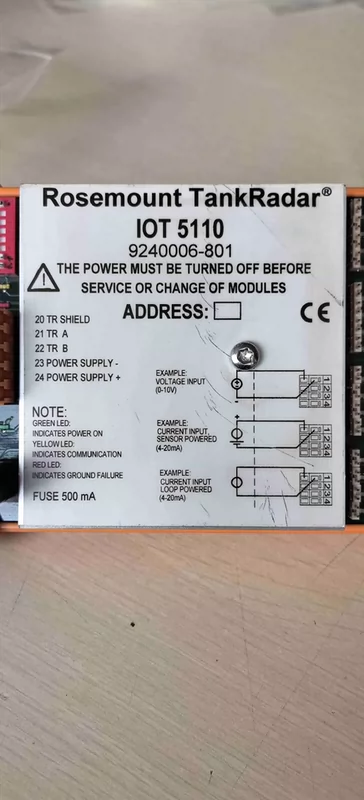 Rosemount TankRadar®
IOT 5110
9240006-801
THE POWER MUST BE TURNED OFF BEFORE
SERVICE OR CHANGE OF MODULES
ADDRESS:
CE
20 TR SHIELD
21 TR A
22 TR B
23 POWER SUPPLY -
24 POWER SUPPLY +
NOTE:
GREEN LED:
INDICATES POWER ON
YELLOW LED:
INDICATES COMMUNICATION
RED LED:
INDICATES GROUND FAILURE
FUSE 500 mA
EXAMPLE:
VOLTAGE INPUT
(0-10V)
+
-
1
2
3
4
EXAMPLE:
CURRENT INPUT,
SENSOR POWERED
(4-20mA)
+
1
2
3
4
EXAMPLE:
CURRENT INPUT
LOOP POWERED
(4-20mA)
1
2
3
4